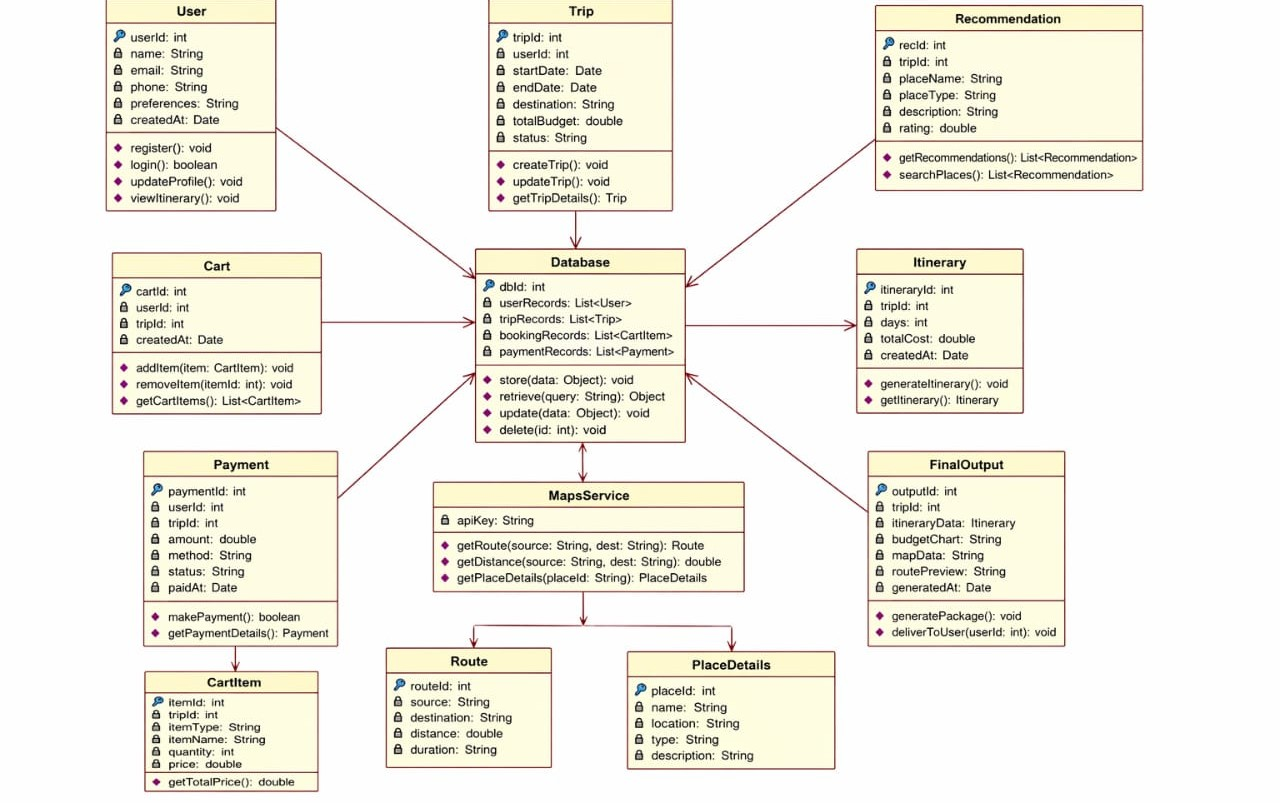 User
userId: int
name: String
email: String
phone: String
preferences: String
createdAt: Date
register(): void
login(): boolean
updateProfile(): void
viewItinerary(): void
Trip
tripId: int
userId: int
startDate: Date
endDate: Date
destination: String
totalBudget: double
status: String
createTrip(): void
updateTrip(): void
getTripDetails(): Trip
Recommendation
recId: int
tripId: int
placeName: String
placeType: String
description: String
rating: double
getRecommendations(): List<Recommendation>
searchPlaces(): List<Recommendation>
Cart
cartId: int
userId: int
tripId: int
createdAt: Date
addItem(item: CartItem): void
removeItem(itemId: int): void
getCartItems(): List<CartItem>
Database
dbId: int
userRecords: List<User>
tripRecords: List<Trip>
bookingRecords: List<CartItem>
paymentRecords: List<Payment>
store(data: Object): void
retrieve(query: String): Object
update(data: Object): void
delete(id: int): void
Itinerary
itineraryId: int
tripId: int
days: int
totalCost: double
createdAt: Date
generateItinerary(): void
getItinerary(): Itinerary
Payment
paymentId: int
userId: int
tripId: int
amount: double
method: String
status: String
paidAt: Date
makePayment(): boolean
getPaymentDetails(): Payment
MapsService
apiKey: String
getRoute(source: String, dest: String): Route
getDistance(source: String, dest: String): double
getPlaceDetails(placeId: String): PlaceDetails
FinalOutput
outputId: int
tripId: int
itineraryData: Itinerary
budgetChart: String
mapData: String
routePreview: String
generatedAt: Date
generatePackage(): void
deliverToUser(userId: int): void
CartItem
itemId: int
tripId: int
itemType: String
itemName: String
quantity: int
price: double
getTotalPrice(): double
Route
routeId: int
source: String
destination: String
distance: double
duration: String
PlaceDetails
placeId: int
name: String
location: String
type: String
description: String